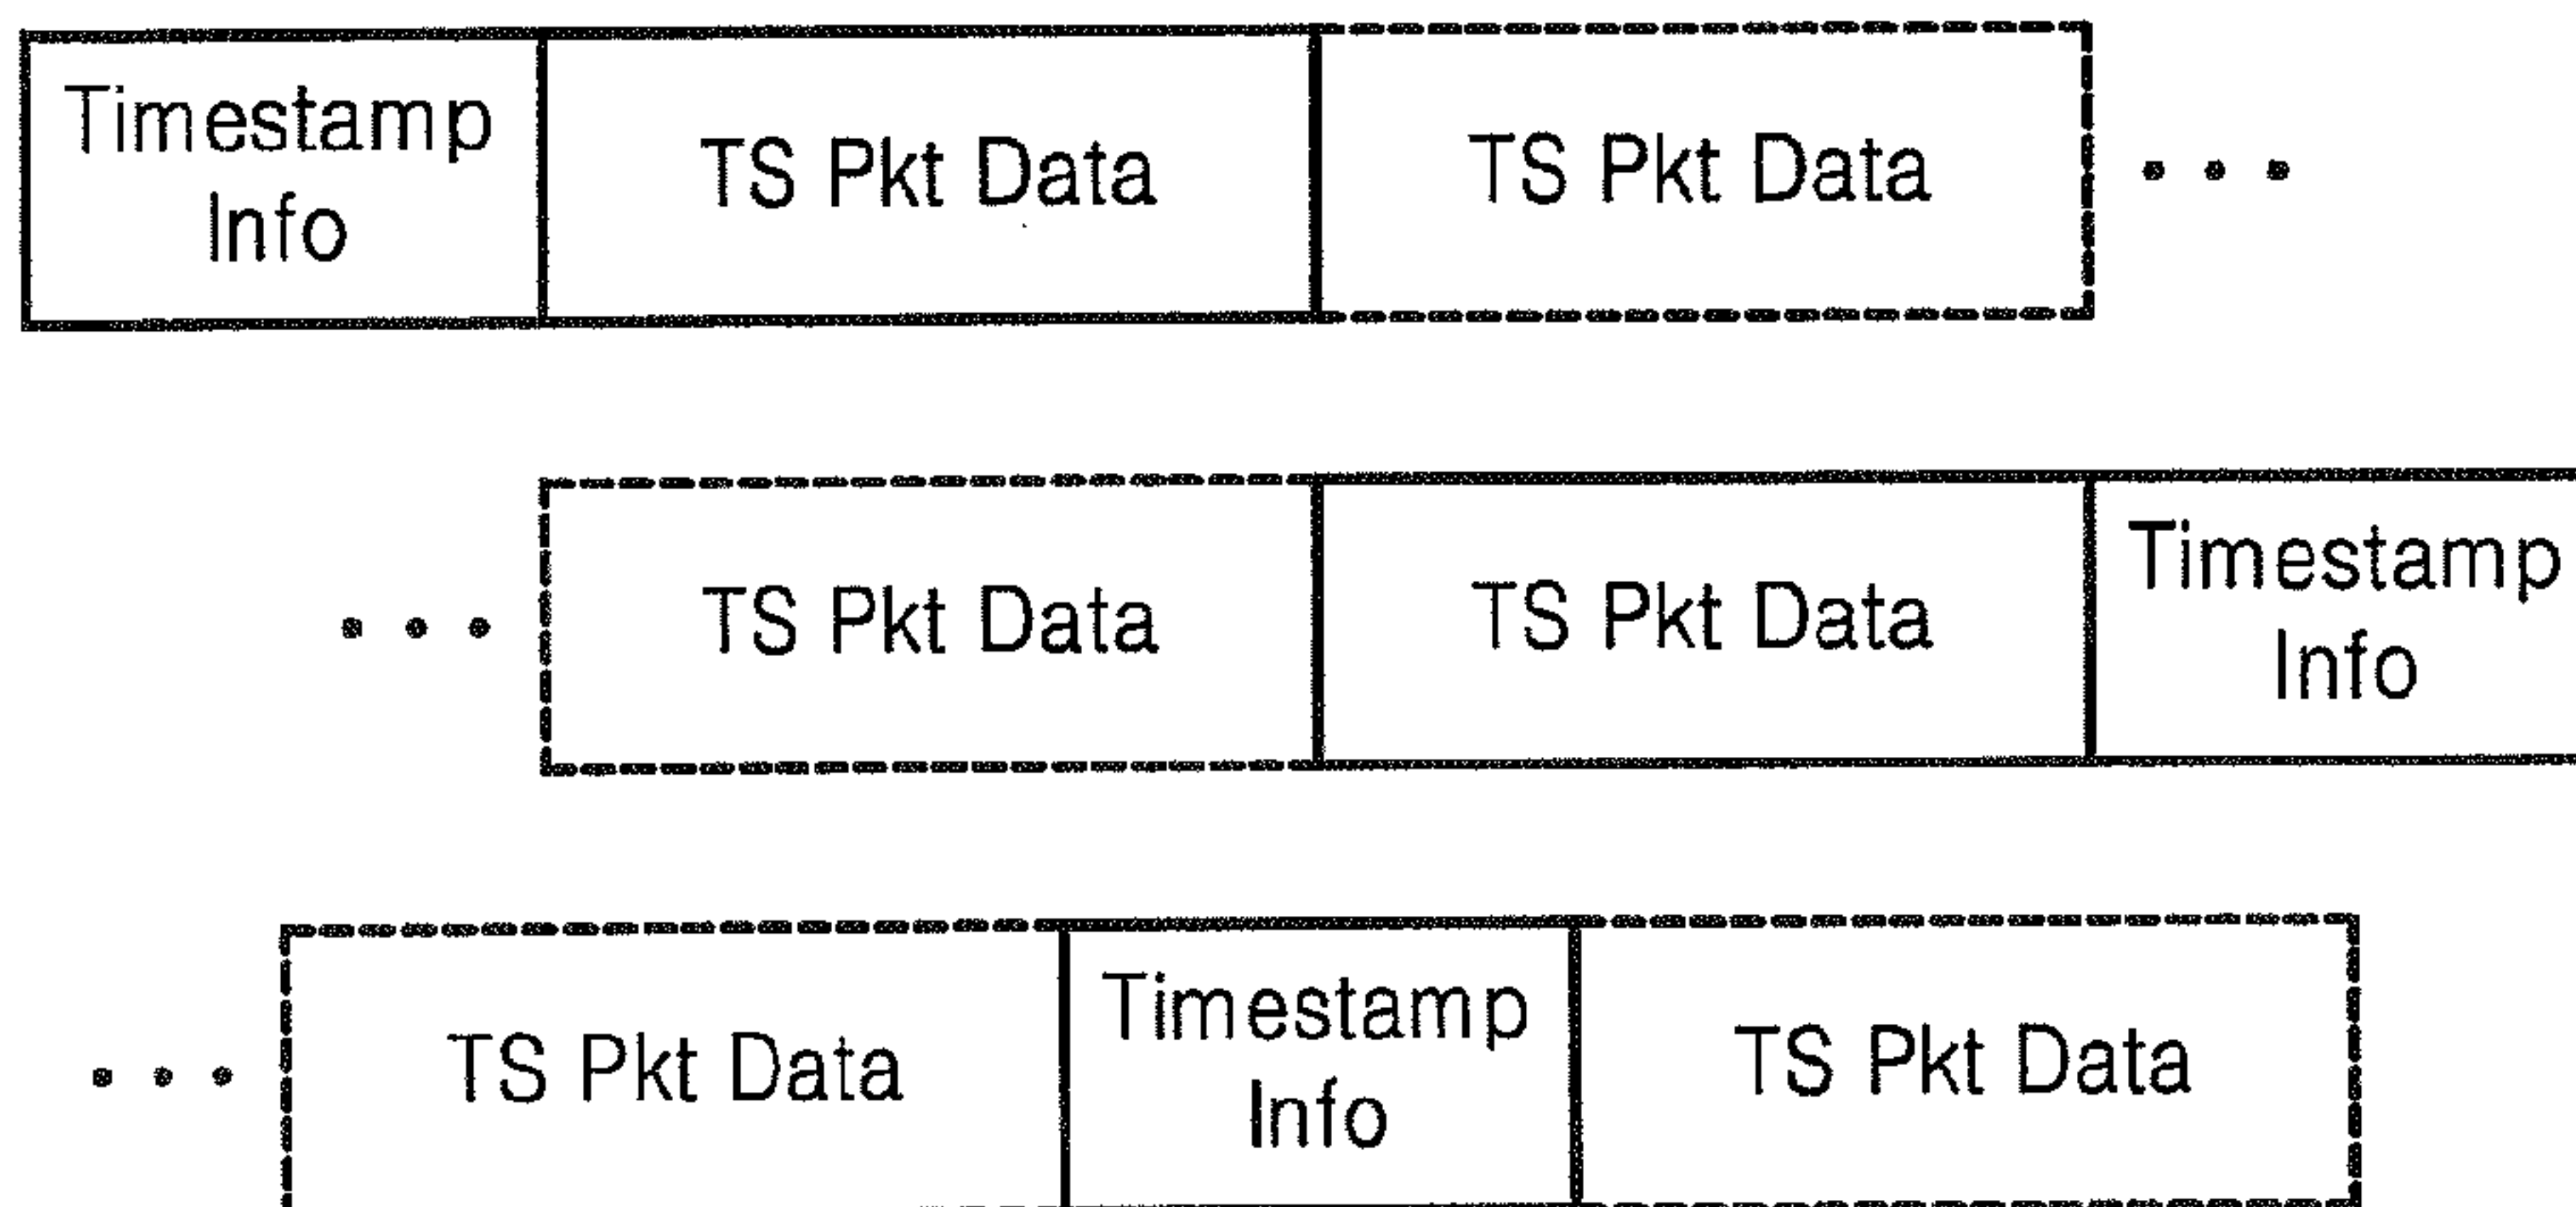 Timestamp
Info
TS Pkt Data
TS Pkt Data
• • •
• • •
TS Pkt Data
TS Pkt Data
Timestamp
Info
• • •
TS Pkt Data
Timestamp
Info
TS Pkt Data